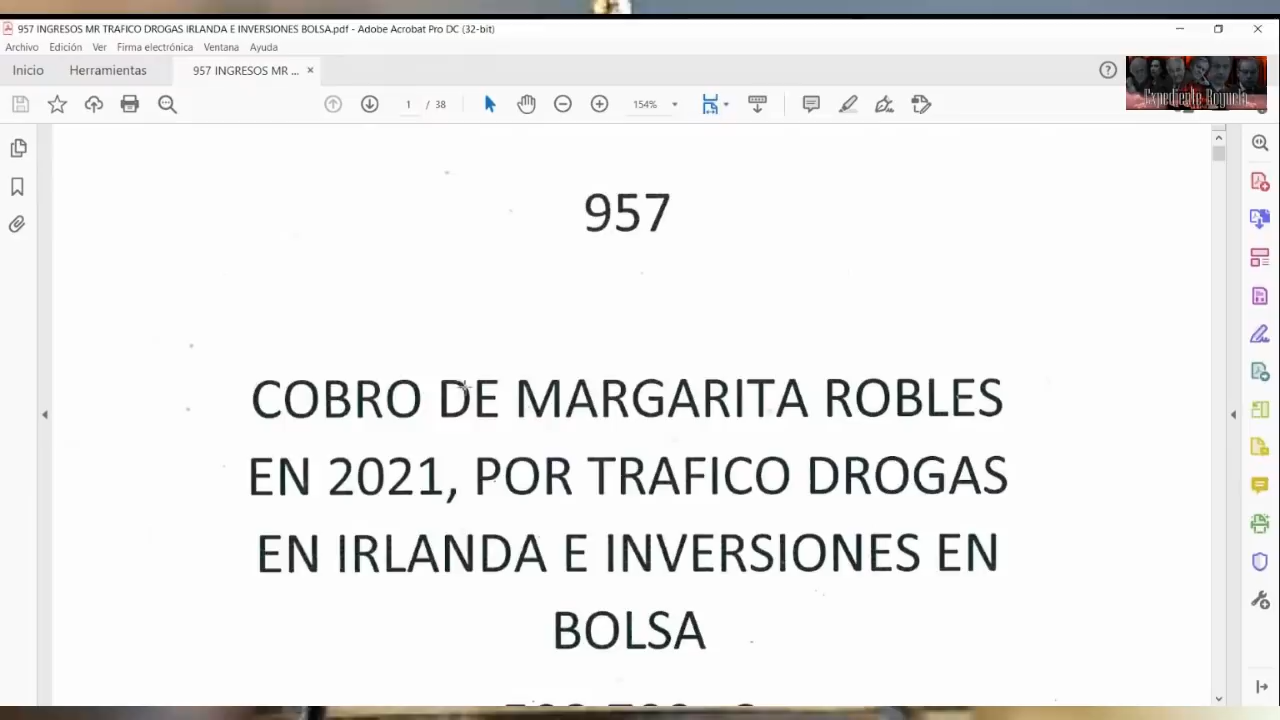 957 INGRESOS MR TRAFICO DROGAS IRLANDA E INVERSIONES BOLSA.pdf - Adobe Acrobat Pro DC (32-bit)
Archivo Edición Ver Firma electrónica Ventana Ayuda
Inicio Herramientas 957 INGRESOS MR ... ×
1 / 38 154%
Expediente Royuela
957
COBRO DE MARGARITA ROBLES
EN 2021, POR TRAFICO DROGAS
EN IRLANDA E INVERSIONES EN
BOLSA